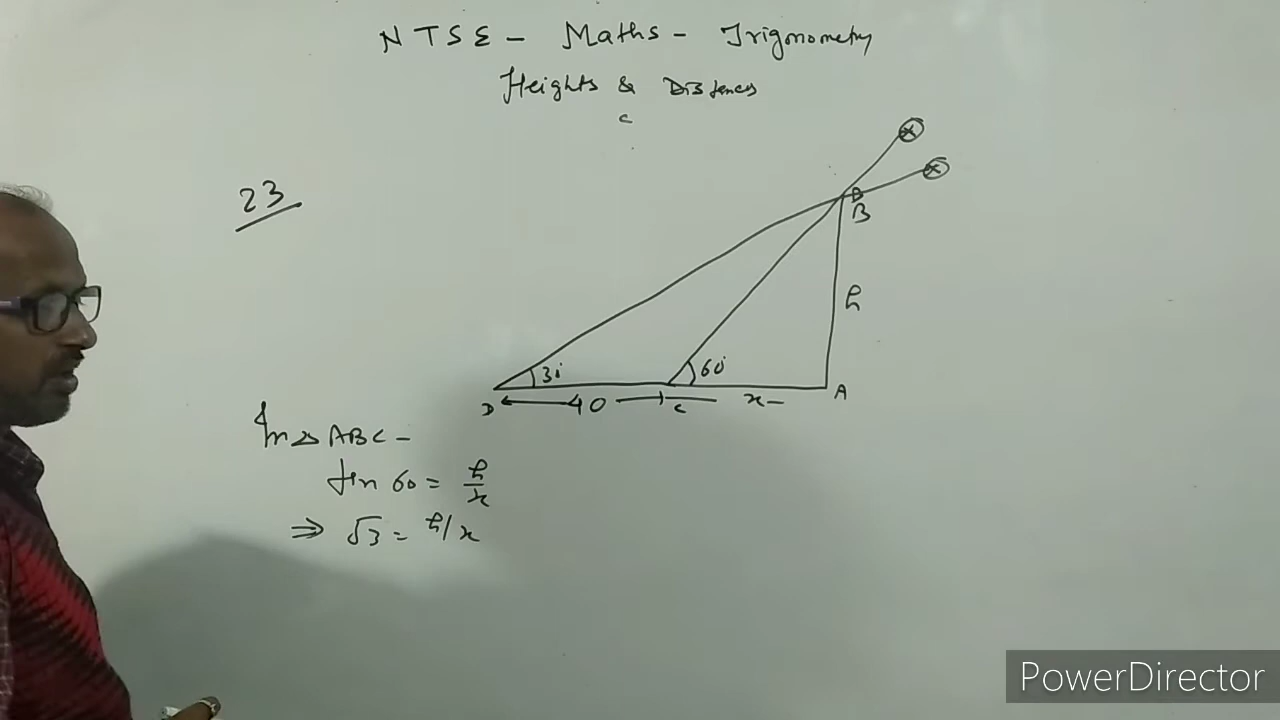 NTSE - Maths - Trigonometry
Heights & Distances
c
23
B
B
h
30°
60°
D
40
c
x
A
In △ ABC -
tan 60 = h/x
⇒ √3 = h/x
PowerDirector